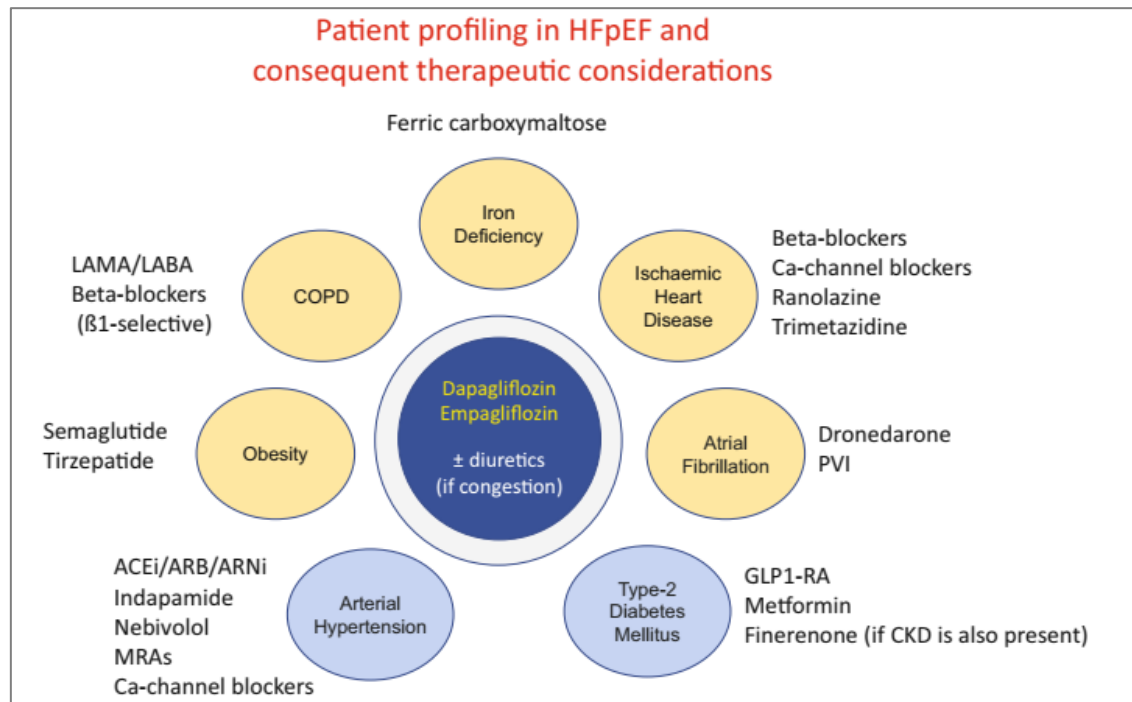 Patient profiling in HFpEF and
consequent therapeutic considerations
Ferric carboxymaltose
Iron
Deficiency
LAMA/LABA
Beta-blockers
(ß1-selective)
COPD
Ischaemic
Heart
Disease
Beta-blockers
Ca-channel blockers
Ranolazine
Trimetazidine
Dapagliflozin
Empagliflozin
± diuretics
(if congestion)
Semaglutide
Tirzepatide
Obesity
Atrial
Fibrillation
Dronedarone
PVI
ACEi/ARB/ARNi
Indapamide
Nebivolol
MRAs
Ca-channel blockers
Arterial
Hypertension
Type-2
Diabetes
Mellitus
GLP1-RA
Metformin
Finerenone (if CKD is also present)